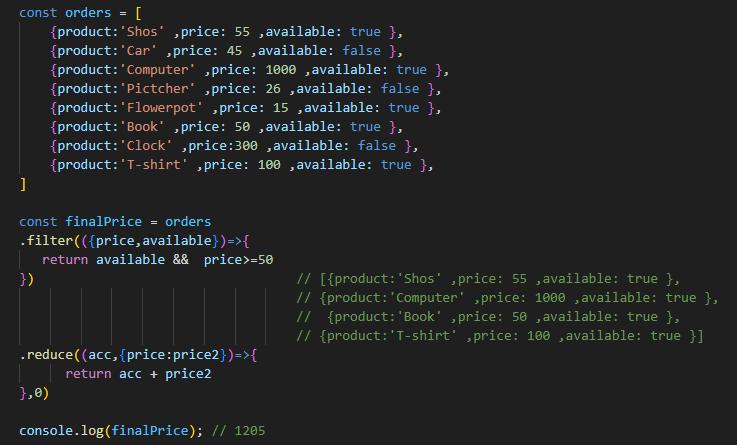 const orders = [
{product:'Shos' ,price: 55 ,available: true },
{product:'Car' ,price: 45 ,available: false },
{product:'Computer' ,price: 1000 ,available: true },
{product:'Pictcher' ,price: 26 ,available: false },
{product:'Flowerpot' ,price: 15 ,available: true },
{product:'Book' ,price: 50 ,available: true },
{product:'Clock' ,price:300 ,available: false },
{product:'T-shirt' ,price: 100 ,available: true },
]
const finalPrice = orders
.filter(({price,available})=>{
return available && price>=50
}) // [{product:'Shos' ,price: 55 ,available: true },
// {product:'Computer' ,price: 1000 ,available: true },
// {product:'Book' ,price: 50 ,available: true },
// {product:'T-shirt' ,price: 100 ,available: true }]
.reduce((acc,{price:price2})=>{
return acc + price2
},0)
console.log(finalPrice); // 1205